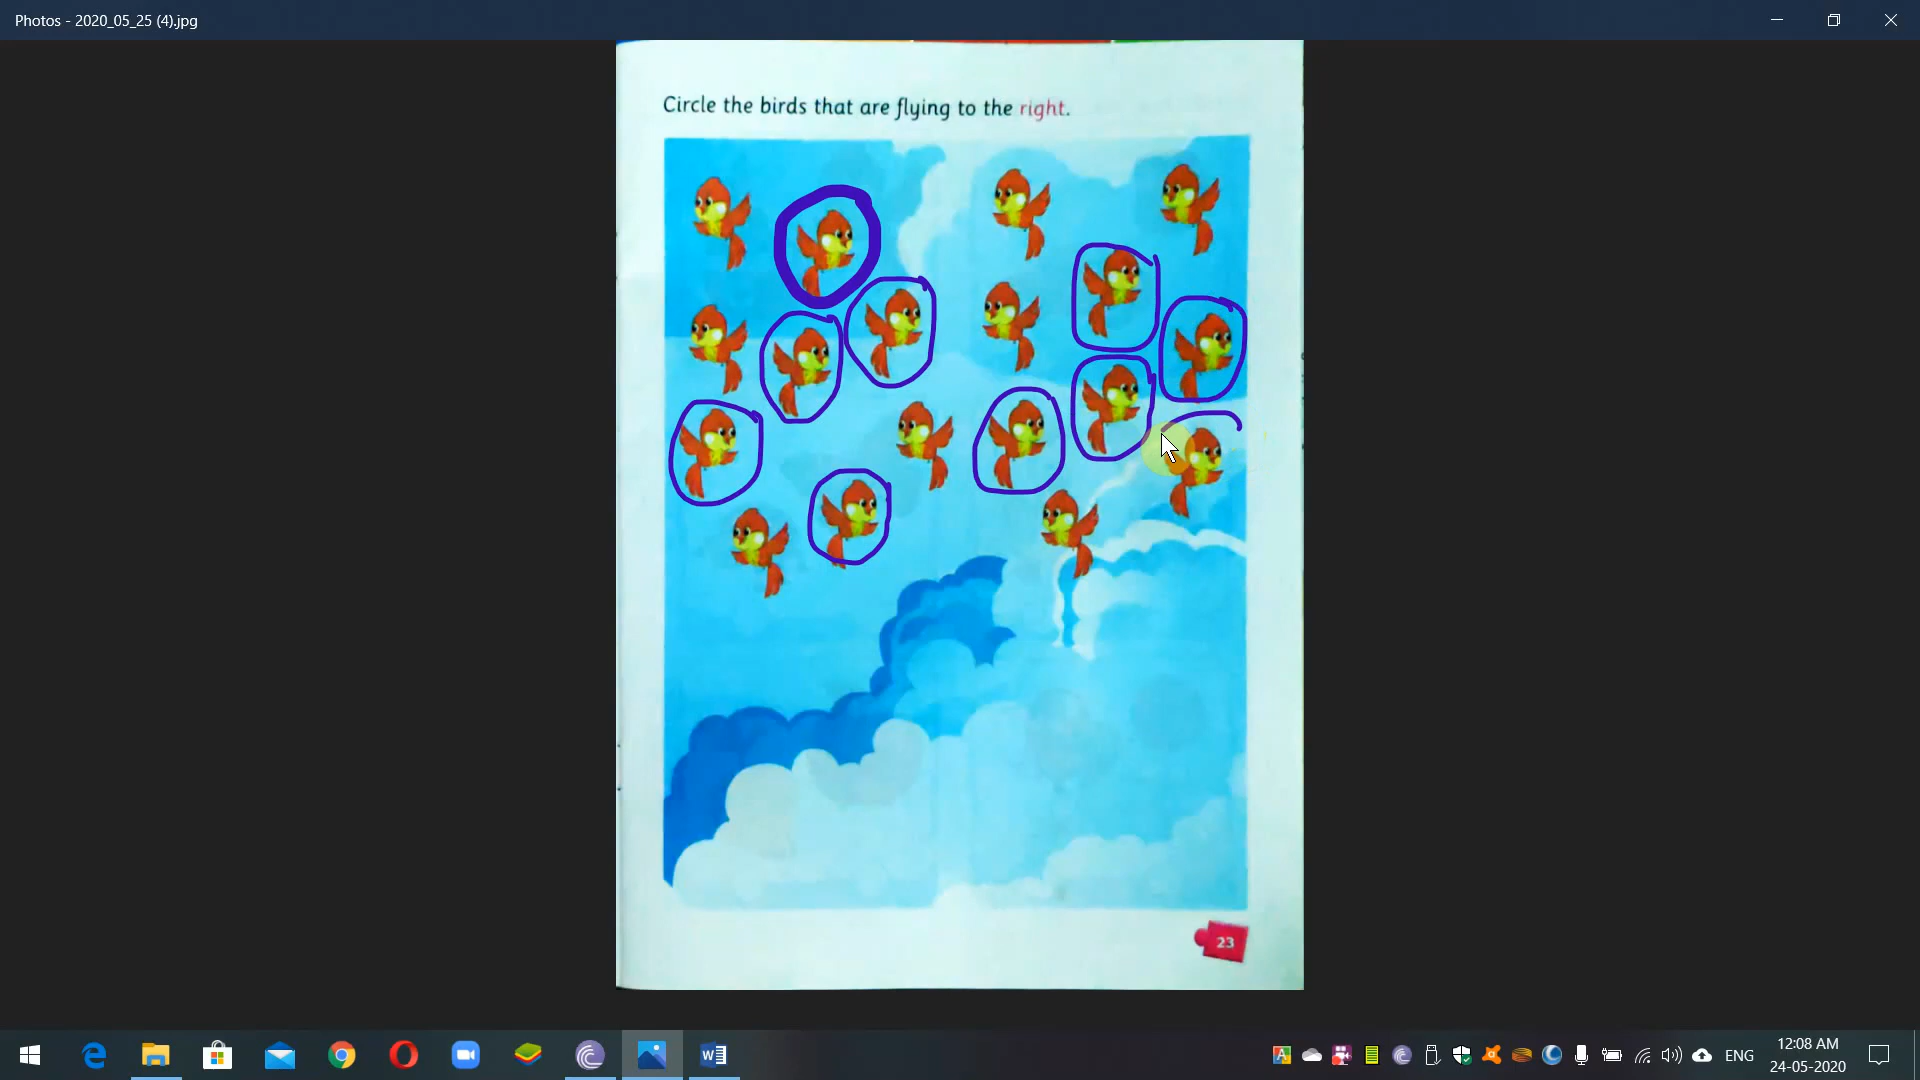 Photos - 2020_05_25 (4).jpg
Circle the birds that are flying to the right.
23
ENG
12:08 AM
24-05-2020